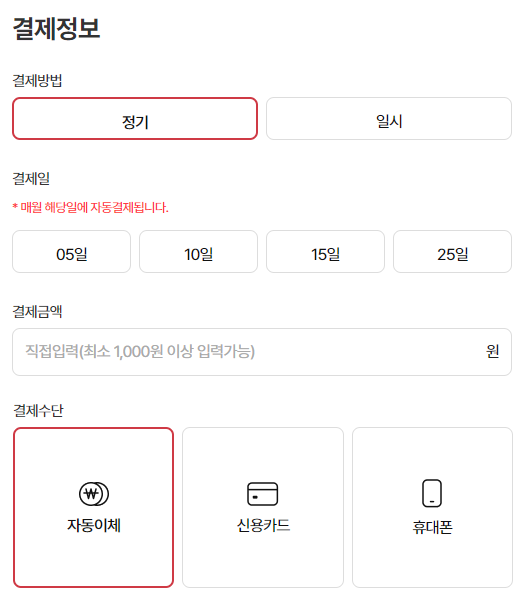 결제정보
결제방법
정기
일시
결제일
* 매월 해당일에 자동결제됩니다.
05일
10일
15일
25일
결제금액
직접입력(최소 1,000원 이상 입력가능)
원
결제수단
자동이체
신용카드
휴대폰